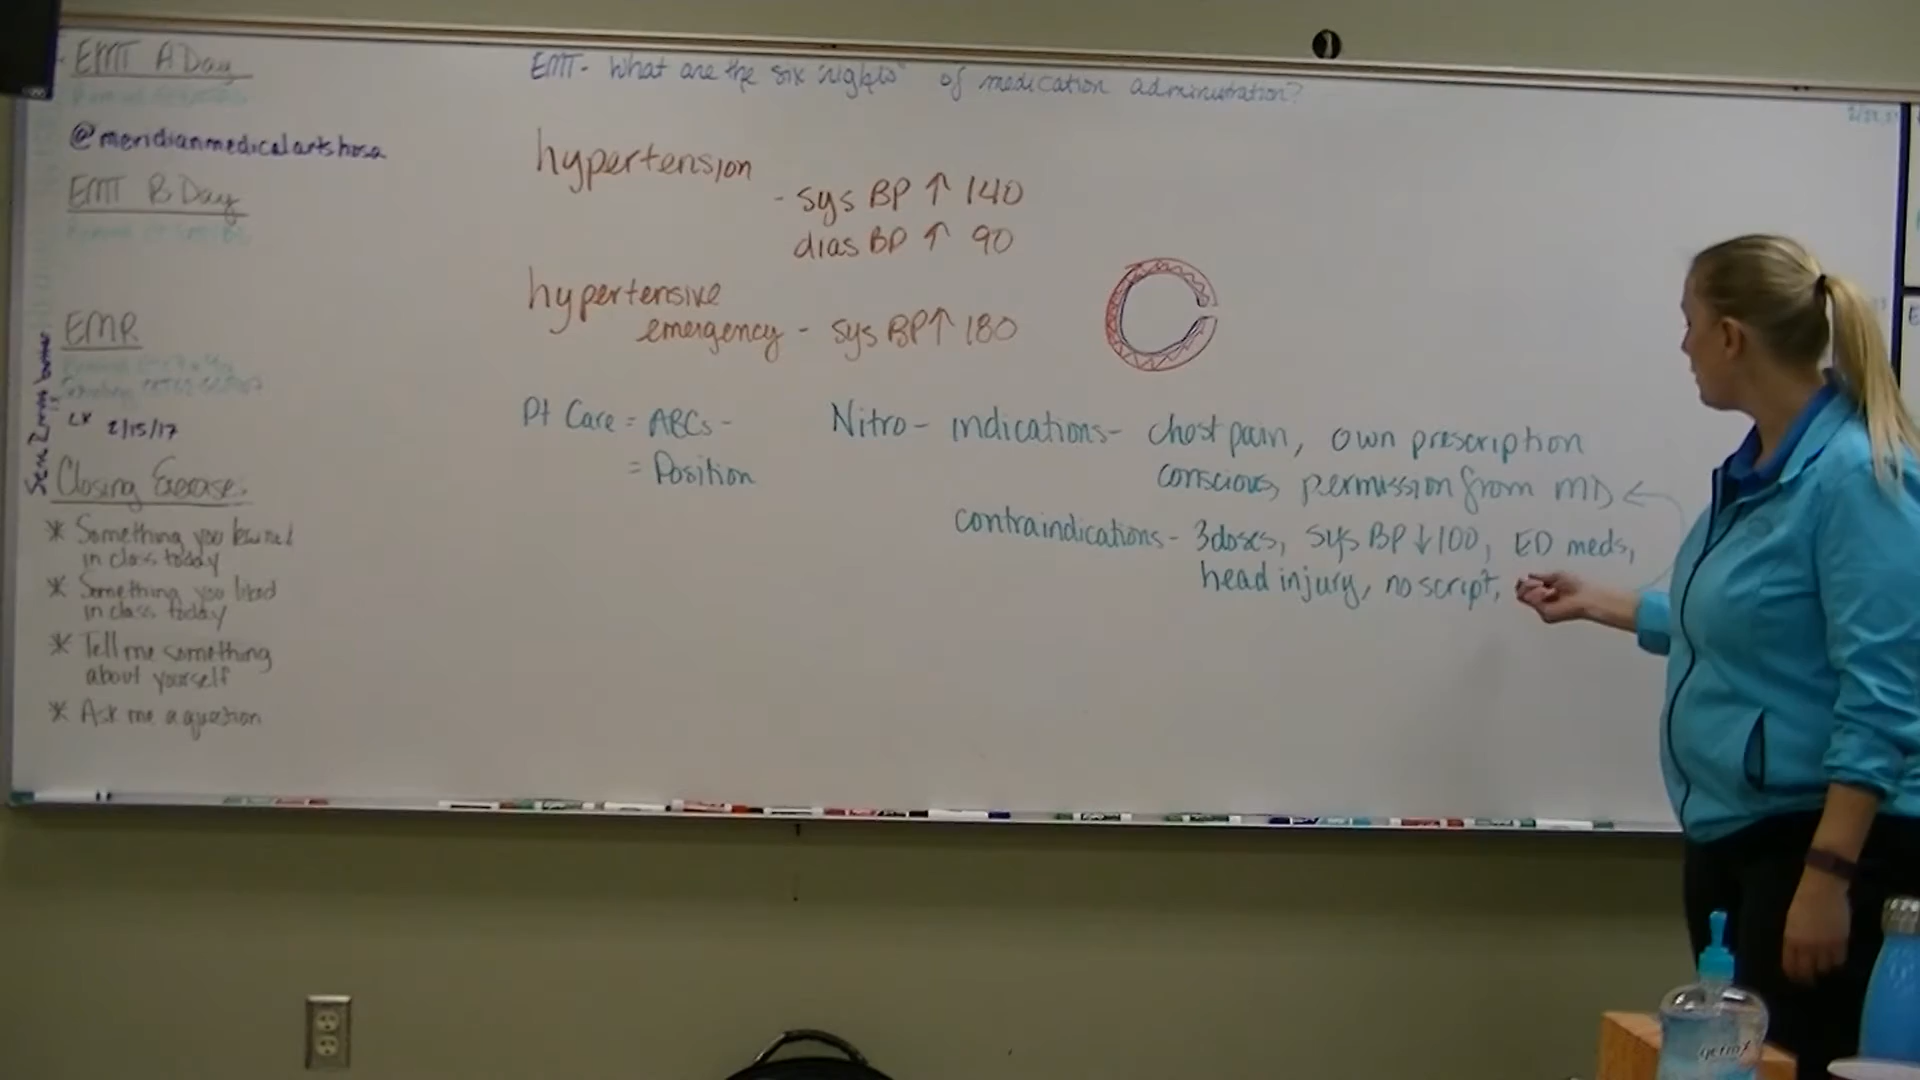 EMT A Day
@meridianmedicalartshosa
EMT B Day
EMR
2/15/17
Closing Exercises
* Something you learned
in class today
* Something you liked
in class today
* Tell me something
about yourself
* Ask me a question
EMT- What are the six "rights" of medication administration?
hypertension
- sys BP ↑ 140
dias BP ↑ 90
hypertensive
emergency - sys BP ↑ 180
Pt Care = ABCs -
= Position
Nitro - indications - chest pain, own prescription
conscious, permission from MD
contraindications - 3 doses, sys BP ↓ 100, ED meds,
head injury, no script,